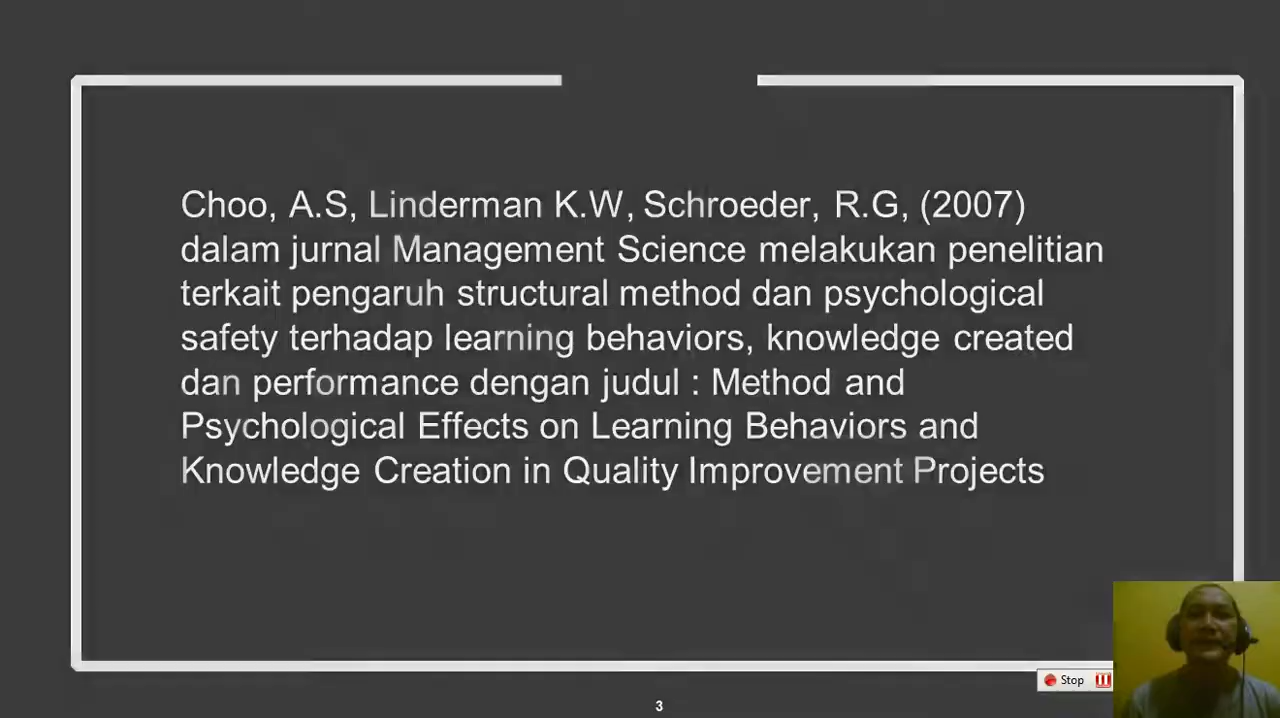 Choo, A.S, Linderman K.W, Schroeder, R.G, (2007)
dalam jurnal Management Science melakukan penelitian
terkait pengaruh structural method dan psychological
safety terhadap learning behaviors, knowledge created
dan performance dengan judul : Method and
Psychological Effects on Learning Behaviors and
Knowledge Creation in Quality Improvement Projects
Stop
3